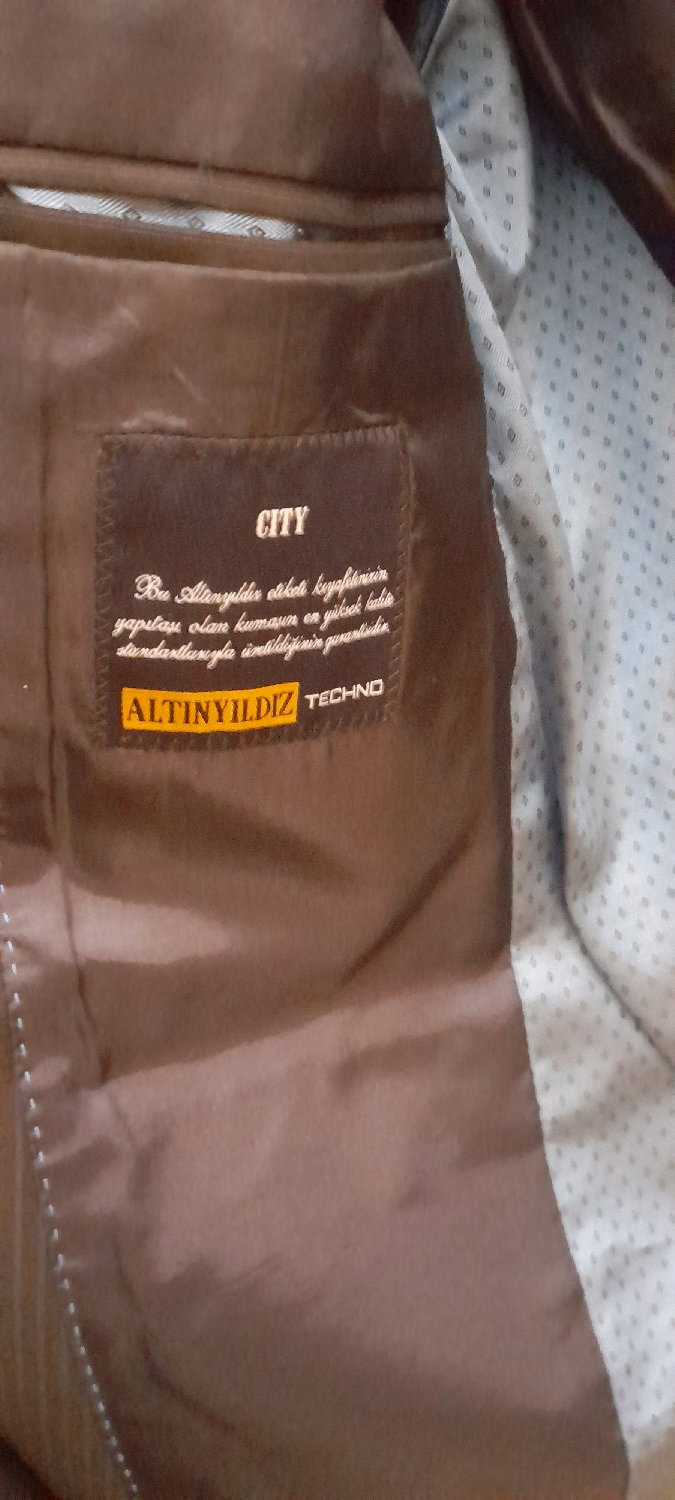 CITY
Bu Altınyıldız etiketi kıyafetinizin
yapıtaşı olan kumaşın en yüksek kalite
standartlarıyla üretildiğinin garantisidir.
ALTINYILDIZ TECHNO